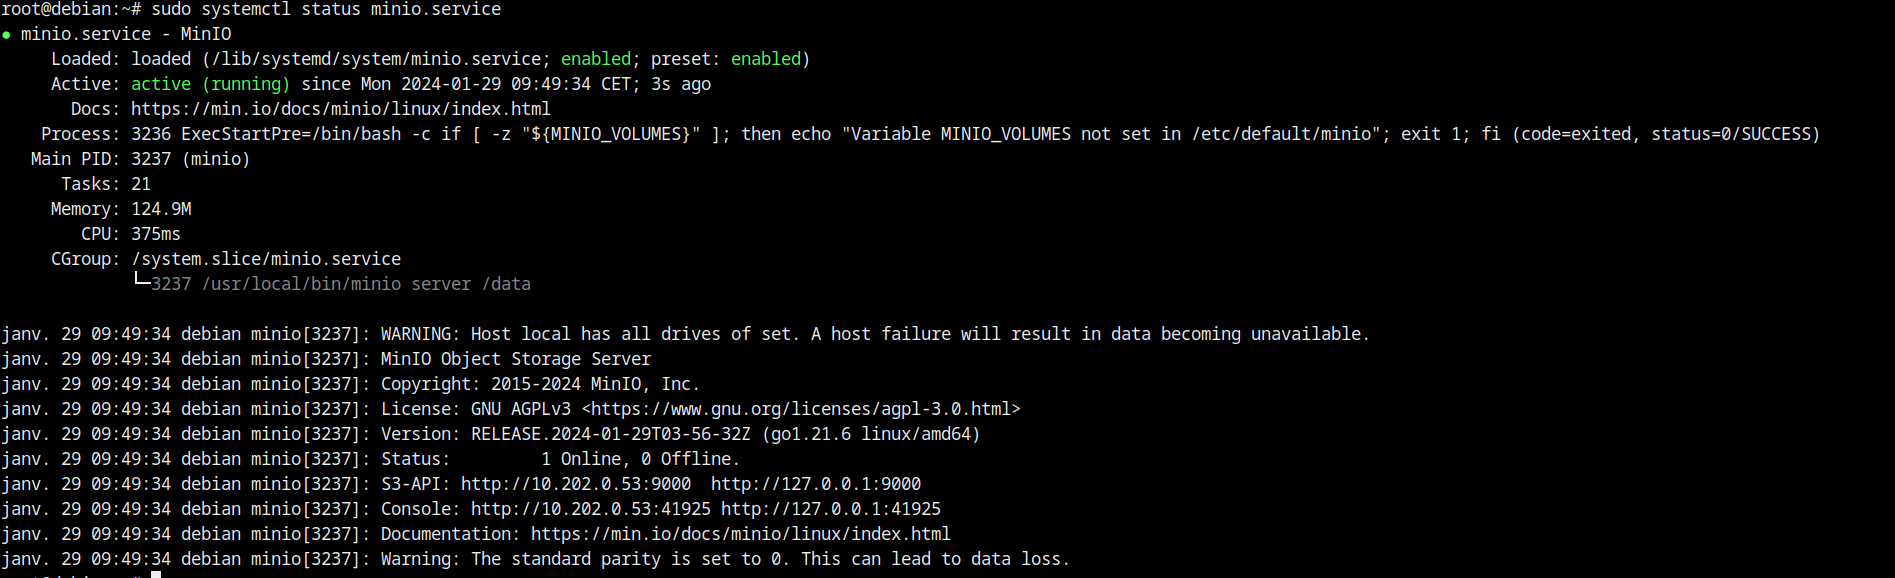 root@debian:~# sudo systemctl status minio.service
● minio.service - MinIO
Loaded: loaded (/lib/systemd/system/minio.service; enabled; preset: enabled)
Active: active (running) since Mon 2024-01-29 09:49:34 CET; 3s ago
Docs: https://min.io/docs/minio/linux/index.html
Process: 3236 ExecStartPre=/bin/bash -c if [ -z "${MINIO_VOLUMES}" ]; then echo "Variable MINIO_VOLUMES not set in /etc/default/minio"; exit 1; fi (code=exited, status=0/SUCCESS)
Main PID: 3237 (minio)
Tasks: 21
Memory: 124.9M
CPU: 375ms
CGroup: /system.slice/minio.service
└─3237 /usr/local/bin/minio server /data
janv. 29 09:49:34 debian minio[3237]: WARNING: Host local has all drives of set. A host failure will result in data becoming unavailable.
janv. 29 09:49:34 debian minio[3237]: MinIO Object Storage Server
janv. 29 09:49:34 debian minio[3237]: Copyright: 2015-2024 MinIO, Inc.
janv. 29 09:49:34 debian minio[3237]: License: GNU AGPLv3 <https://www.gnu.org/licenses/agpl-3.0.html>
janv. 29 09:49:34 debian minio[3237]: Version: RELEASE.2024-01-29T03-56-32Z (go1.21.6 linux/amd64)
janv. 29 09:49:34 debian minio[3237]: Status:         1 Online, 0 Offline.
janv. 29 09:49:34 debian minio[3237]: S3-API: http://10.202.0.53:9000  http://127.0.0.1:9000
janv. 29 09:49:34 debian minio[3237]: Console: http://10.202.0.53:41925 http://127.0.0.1:41925
janv. 29 09:49:34 debian minio[3237]: Documentation: https://min.io/docs/minio/linux/index.html
janv. 29 09:49:34 debian minio[3237]: Warning: The standard parity is set to 0. This can lead to data loss.